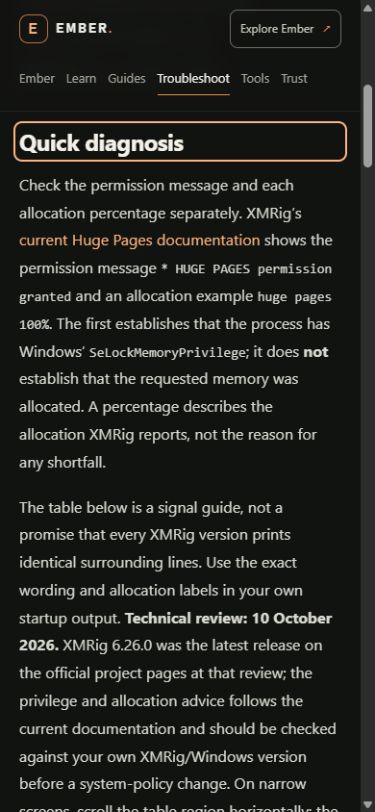 E EMBER.
Explore Ember ↗
Ember Learn Guides Troubleshoot Tools Trust
Quick diagnosis
Check the permission message and each
allocation percentage separately. XMRig's
current Huge Pages documentation shows the
permission message * HUGE PAGES permission
granted and an allocation example huge pages
100%. The first establishes that the process has
Windows' SeLockMemoryPrivilege; it does not
establish that the requested memory was
allocated. A percentage describes the
allocation XMRig reports, not the reason for
any shortfall.
The table below is a signal guide, not a
promise that every XMRig version prints
identical surrounding lines. Use the exact
wording and allocation labels in your own
startup output. Technical review: 10 October
2026. XMRig 6.26.0 was the latest release on
the official project pages at that review; the
privilege and allocation advice follows the
current documentation and should be checked
against your own XMRig/Windows version
before a system-policy change. On narrow
screens, scroll the table region horizontally; the